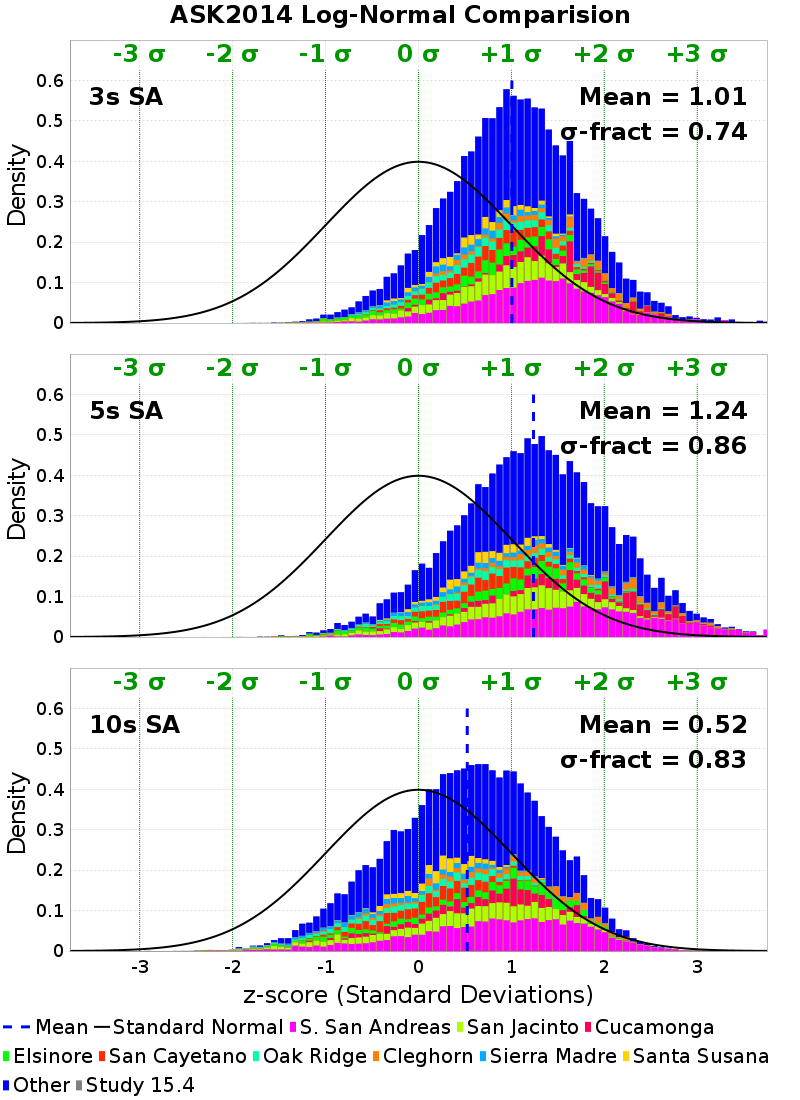 ASK2014 Log-Normal Comparision
-3 σ -2 σ -1 σ 0 σ +1 σ +2 σ +3 σ
3s SA
Mean = 1.01
σ-fract = 0.74
Density
0.6
0.5
0.4
0.3
0.2
0.1
0
-3 σ -2 σ -1 σ 0 σ +1 σ +2 σ +3 σ
5s SA
Mean = 1.24
σ-fract = 0.86
Density
0.6
0.5
0.4
0.3
0.2
0.1
0
-3 σ -2 σ -1 σ 0 σ +1 σ +2 σ +3 σ
10s SA
Mean = 0.52
σ-fract = 0.83
Density
0.6
0.5
0.4
0.3
0.2
0.1
0
-3 -2 -1 0 1 2 3
z-score (Standard Deviations)
Mean Standard Normal S. San Andreas San Jacinto Cucamonga
Elsinore San Cayetano Oak Ridge Cleghorn Sierra Madre Santa Susana
Other Study 15.4